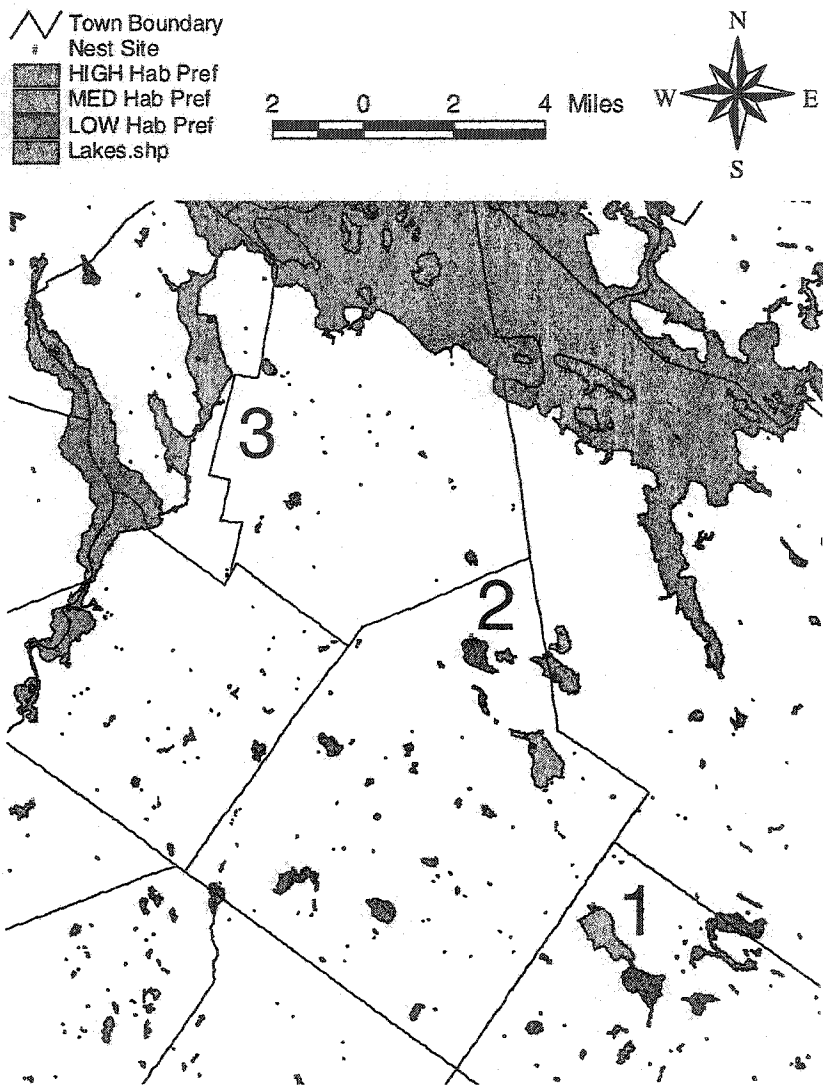 Town Boundary
Nest Site
HIGH Hab Pref
MED Hab Pref
LOW Hab Pref
Lakes.shp
2 0 2 4 Miles
N
W E
S
3
2
1